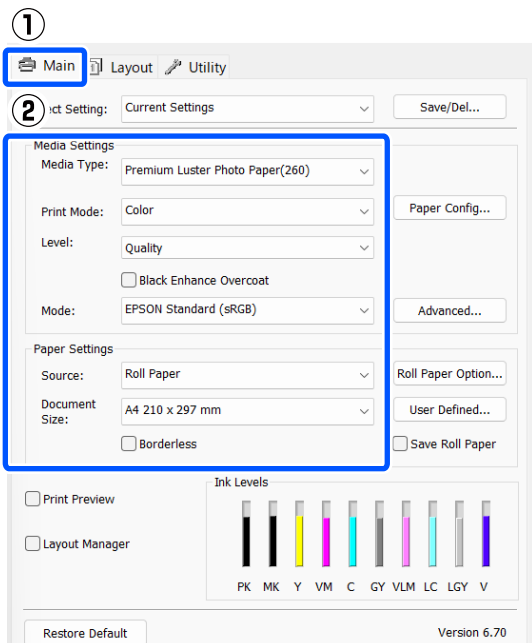 1
Main Layout Utility
2
ect Setting: Current Settings Save/Del...
Media Settings
Media Type: Premium Luster Photo Paper(260)
Print Mode: Color Paper Config...
Level: Quality
Black Enhance Overcoat
Mode: EPSON Standard (sRGB) Advanced...
Paper Settings
Source: Roll Paper Roll Paper Option...
Document
Size: A4 210 x 297 mm User Defined...
Borderless Save Roll Paper
Ink Levels
Print Preview
Layout Manager
PK MK Y VM C GY VLM LC LGY V
Restore Default Version 6.70